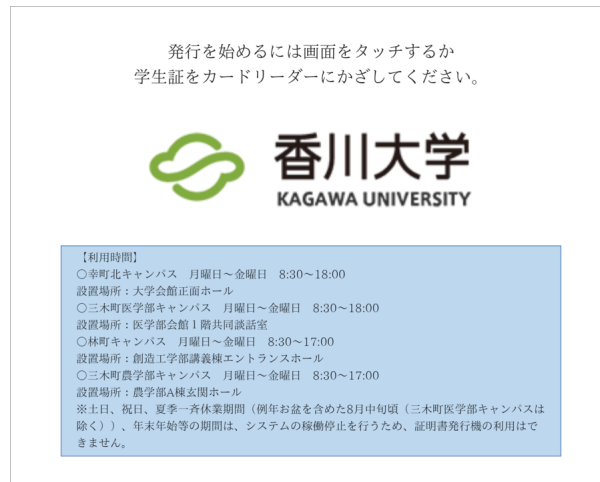 発行を始めるには画面をタッチするか
学生証をカードリーダーにかざしてください。
香川大学
KAGAWA UNIVERSITY
【利用時間】
○幸町北キャンパス　月曜日～金曜日　8:30～18:00
設置場所：大学会館正面ホール
○三木町医学部キャンパス　月曜日～金曜日　8:30～18:00
設置場所：医学部会館１階共同談話室
○林町キャンパス　月曜日～金曜日　8:30～17:00
設置場所：創造工学部講義棟エントランスホール
○三木町農学部キャンパス　月曜日～金曜日　8:30～17:00
設置場所：農学部A棟玄関ホール
※土日、祝日、夏季一斉休業期間（例年お盆を含めた8月中旬頃（三木町医学部キャンパスは
除く））、年末年始等の期間は、システムの稼働停止を行うため、証明書発行機の利用はで
きません。